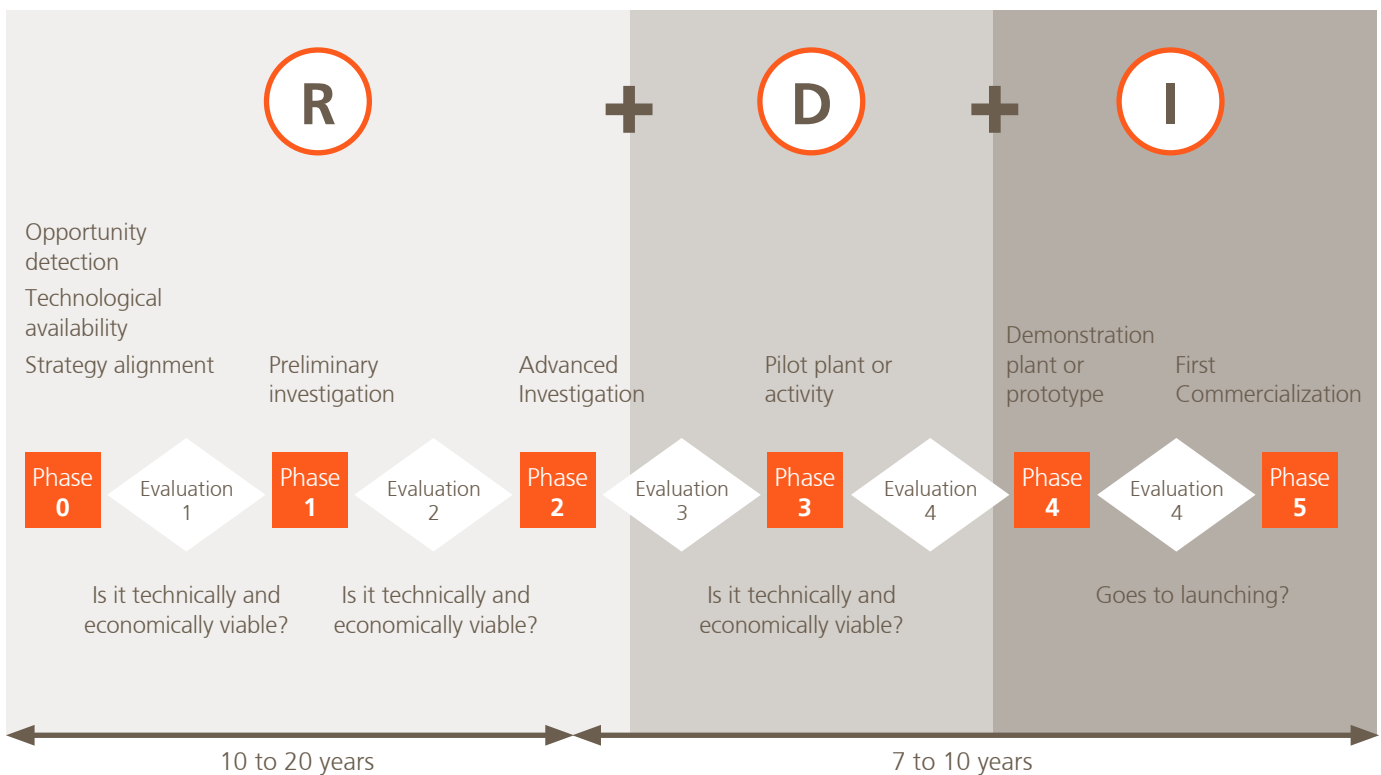 R
+
D
+
I
Opportunity
detection
Technological
availability
Strategy alignment
Preliminary
investigation
Advanced
Investigation
Pilot plant or
activity
Demonstration
plant or
prototype
First
Commercialization
Phase
0
Evaluation
1
Phase
1
Evaluation
2
Phase
2
Evaluation
3
Phase
3
Evaluation
4
Phase
4
Evaluation
4
Phase
5
Is it technically and
economically viable?
Is it technically and
economically viable?
Is it technically and
economically viable?
Goes to launching?
10 to 20 years
7 to 10 years